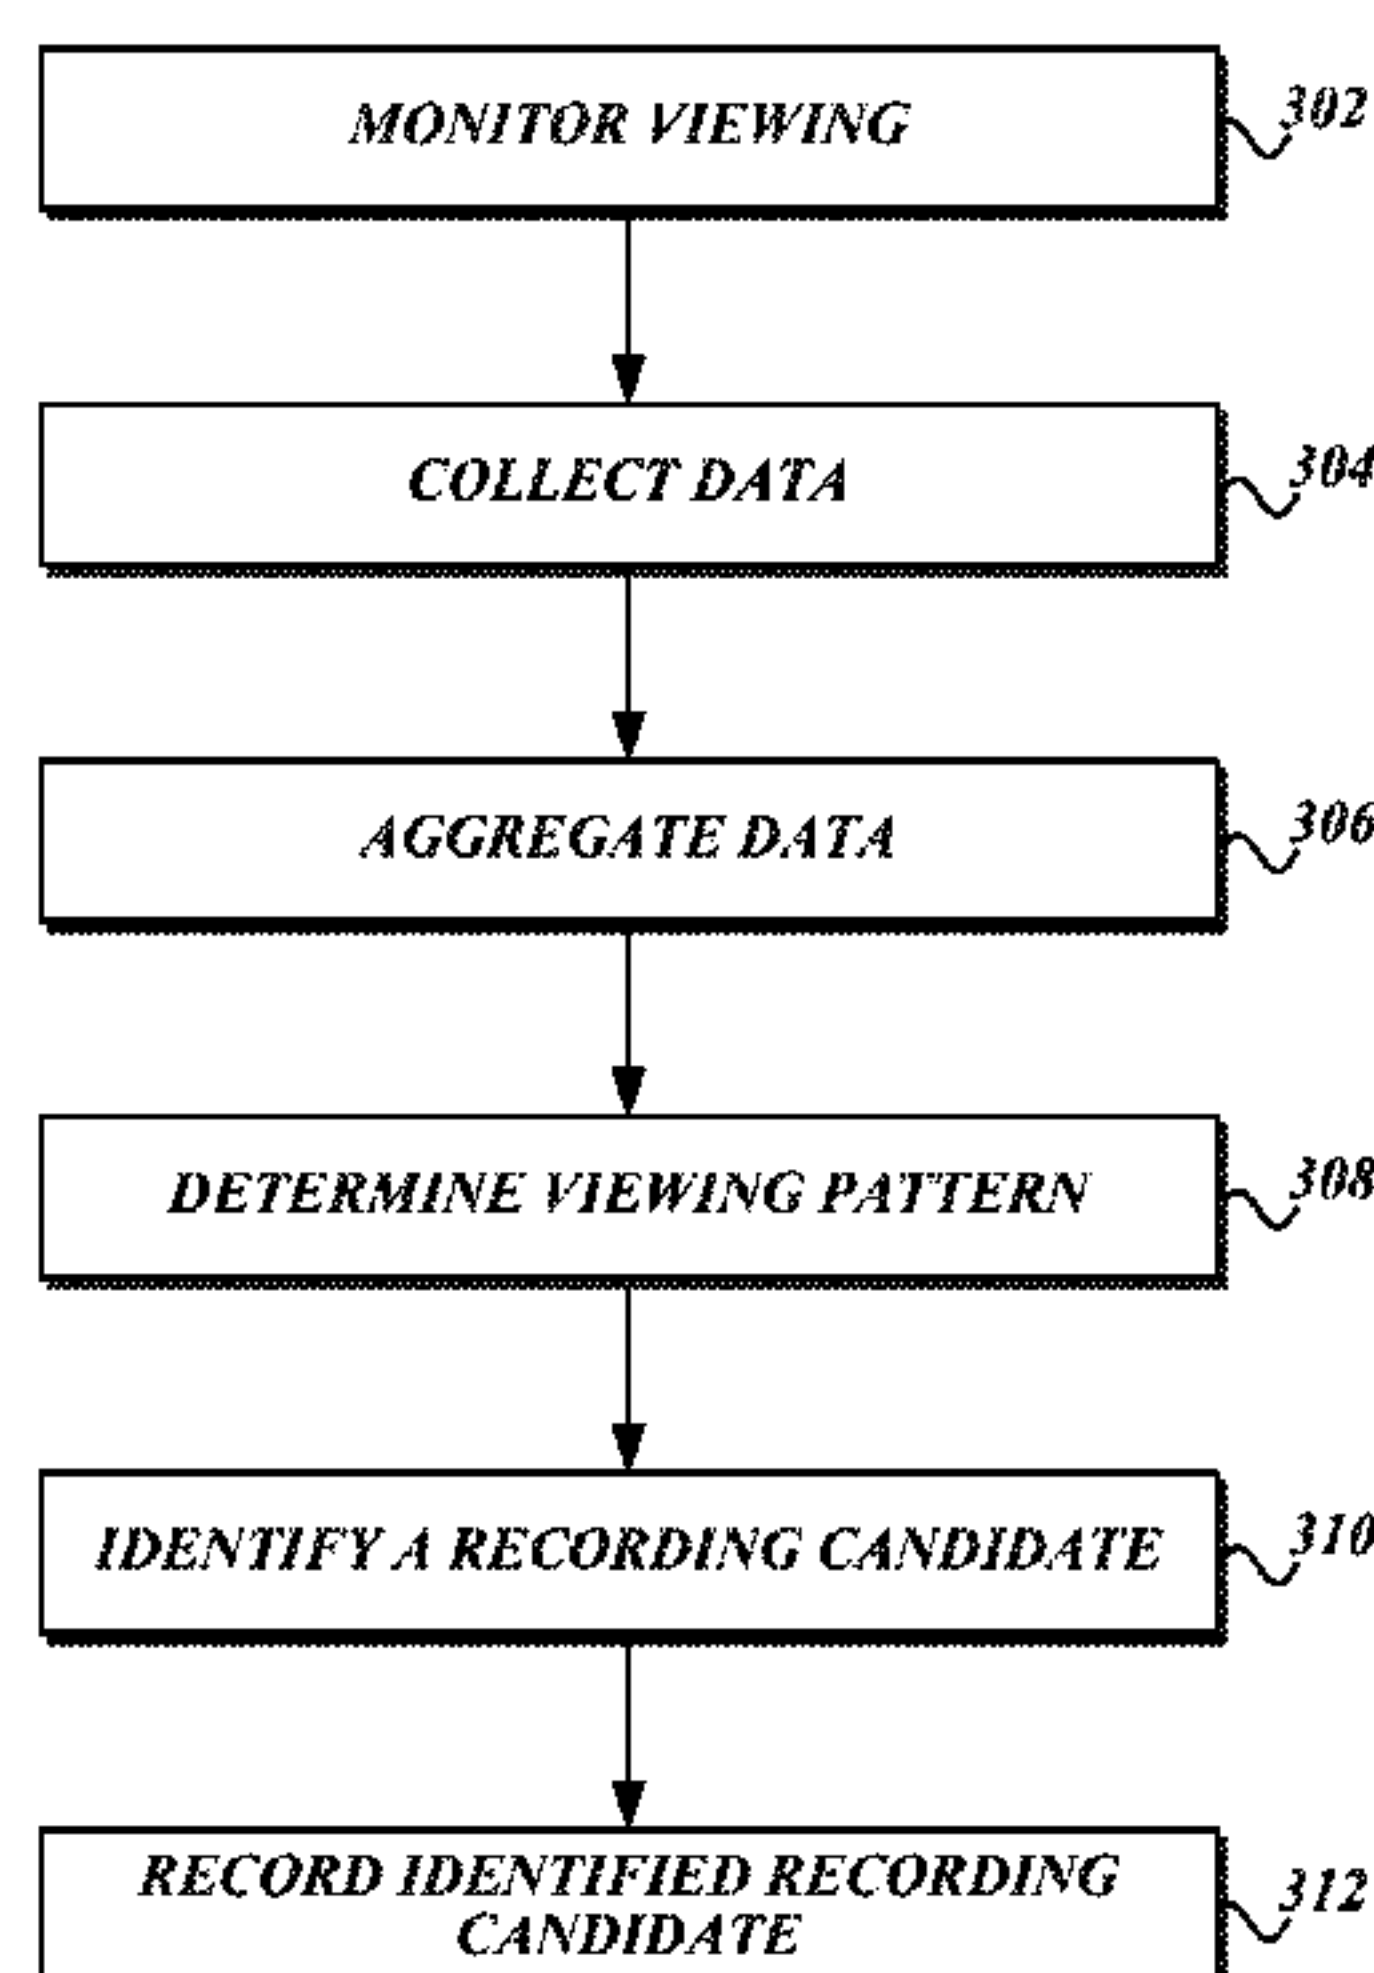 MONITOR VIEWING
302
COLLECT DATA
304
AGGREGATE DATA
306
DETERMINE VIEWING PATTERN
308
IDENTIFY A RECORDING CANDIDATE
310
RECORD IDENTIFIED RECORDING
CANDIDATE
312